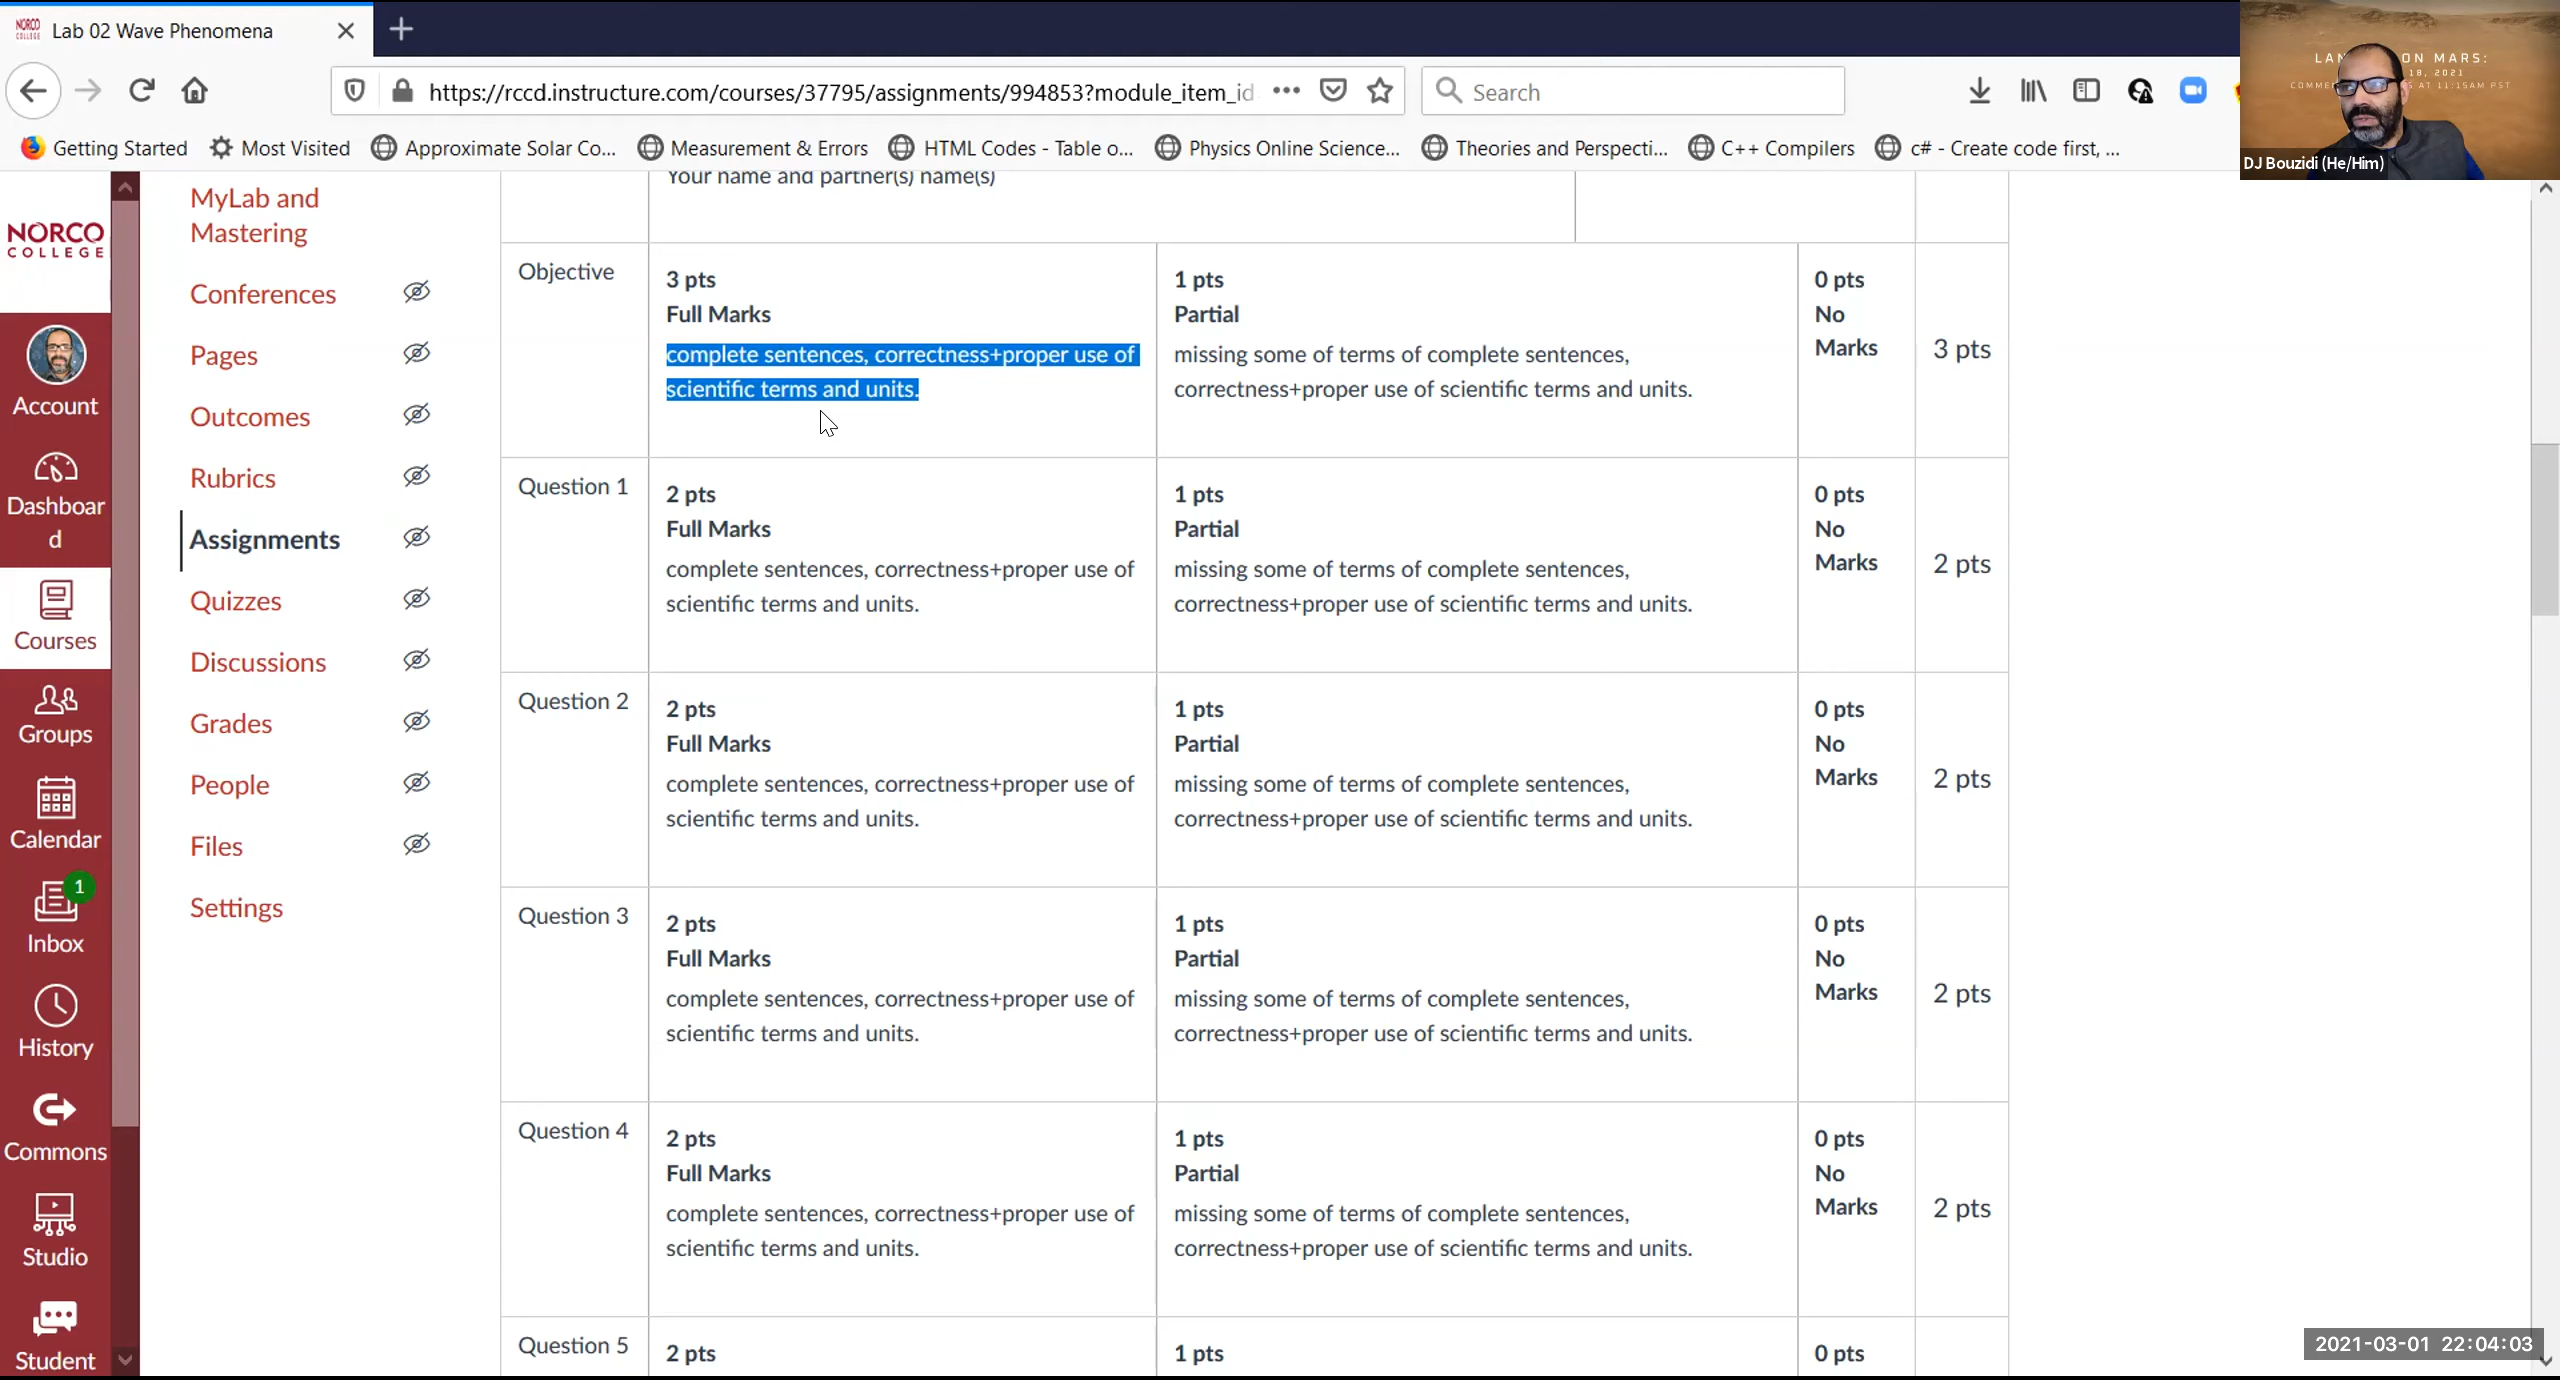 NORCO
COLLEGE
Lab 02 Wave Phenomena
https://rccd.instructure.com/courses/37795/assignments/994853?module_item_id
Search
Getting Started
Most Visited
Approximate Solar Co...
Measurement & Errors
HTML Codes - Table o...
Physics Online Science...
Theories and Perspecti...
C++ Compilers
c# - Create code first, ...
ON MARS:
18, 2021
AT 11:15AM PST
DJ Bouzidi (He/Him)
NORCO
COLLEGE
Account
Dashboar
d
Courses
Groups
Calendar
1
Inbox
History
Commons
Studio
Student
MyLab and
Mastering
Conferences
Pages
Outcomes
Rubrics
Assignments
Quizzes
Discussions
Grades
People
Files
Settings
Your name and partner(s) name(s)
Objective
3 pts
Full Marks
complete sentences, correctness+proper use of
scientific terms and units.
1 pts
Partial
missing some of terms of complete sentences,
correctness+proper use of scientific terms and units.
0 pts
No
Marks
3 pts
Question 1
2 pts
Full Marks
complete sentences, correctness+proper use of
scientific terms and units.
1 pts
Partial
missing some of terms of complete sentences,
correctness+proper use of scientific terms and units.
0 pts
No
Marks
2 pts
Question 2
2 pts
Full Marks
complete sentences, correctness+proper use of
scientific terms and units.
1 pts
Partial
missing some of terms of complete sentences,
correctness+proper use of scientific terms and units.
0 pts
No
Marks
2 pts
Question 3
2 pts
Full Marks
complete sentences, correctness+proper use of
scientific terms and units.
1 pts
Partial
missing some of terms of complete sentences,
correctness+proper use of scientific terms and units.
0 pts
No
Marks
2 pts
Question 4
2 pts
Full Marks
complete sentences, correctness+proper use of
scientific terms and units.
1 pts
Partial
missing some of terms of complete sentences,
correctness+proper use of scientific terms and units.
0 pts
No
Marks
2 pts
Question 5
2 pts
1 pts
0 pts
2021-03-01 22:04:03